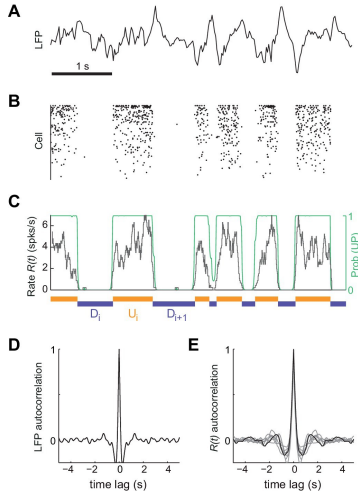 A
LFP
1 s
B
Cell
C
Rate R(t) (spks/s)
6
4
2
0
1
0
Prob (UP)
Di
Ui
Di+1
D
E
LFP autocorrelation
1
0
-4 -2 0 2 4
time lag (s)
R(t) autocorrelation
1
0
-4 -2 0 2 4
time lag (s)